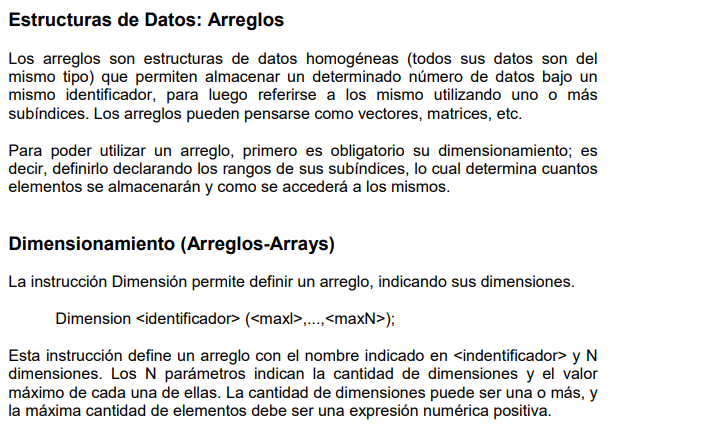 Estructuras de Datos: Arreglos
Los arreglos son estructuras de datos homogéneas (todos sus datos son del
mismo tipo) que permiten almacenar un determinado número de datos bajo un
mismo identificador, para luego referirse a los mismo utilizando uno o más
subíndices. Los arreglos pueden pensarse como vectores, matrices, etc.
Para poder utilizar un arreglo, primero es obligatorio su dimensionamiento; es
decir, definirlo declarando los rangos de sus subíndices, lo cual determina cuantos
elementos se almacenarán y como se accederá a los mismos.
Dimensionamiento (Arreglos-Arrays)
La instrucción Dimensión permite definir un arreglo, indicando sus dimensiones.
Dimension <identificador> (<maxl>,...,<maxN>);
Esta instrucción define un arreglo con el nombre indicado en <indentificador> y N
dimensiones. Los N parámetros indican la cantidad de dimensiones y el valor
máximo de cada una de ellas. La cantidad de dimensiones puede ser una o más, y
la máxima cantidad de elementos debe ser una expresión numérica positiva.